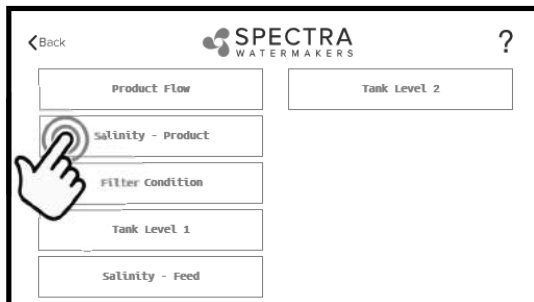 Back
SPECTRA
WATERMAKERS
?
Product Flow
Tank Level 2
Salinity - Product
Filter Condition
Tank Level 1
Salinity - Feed